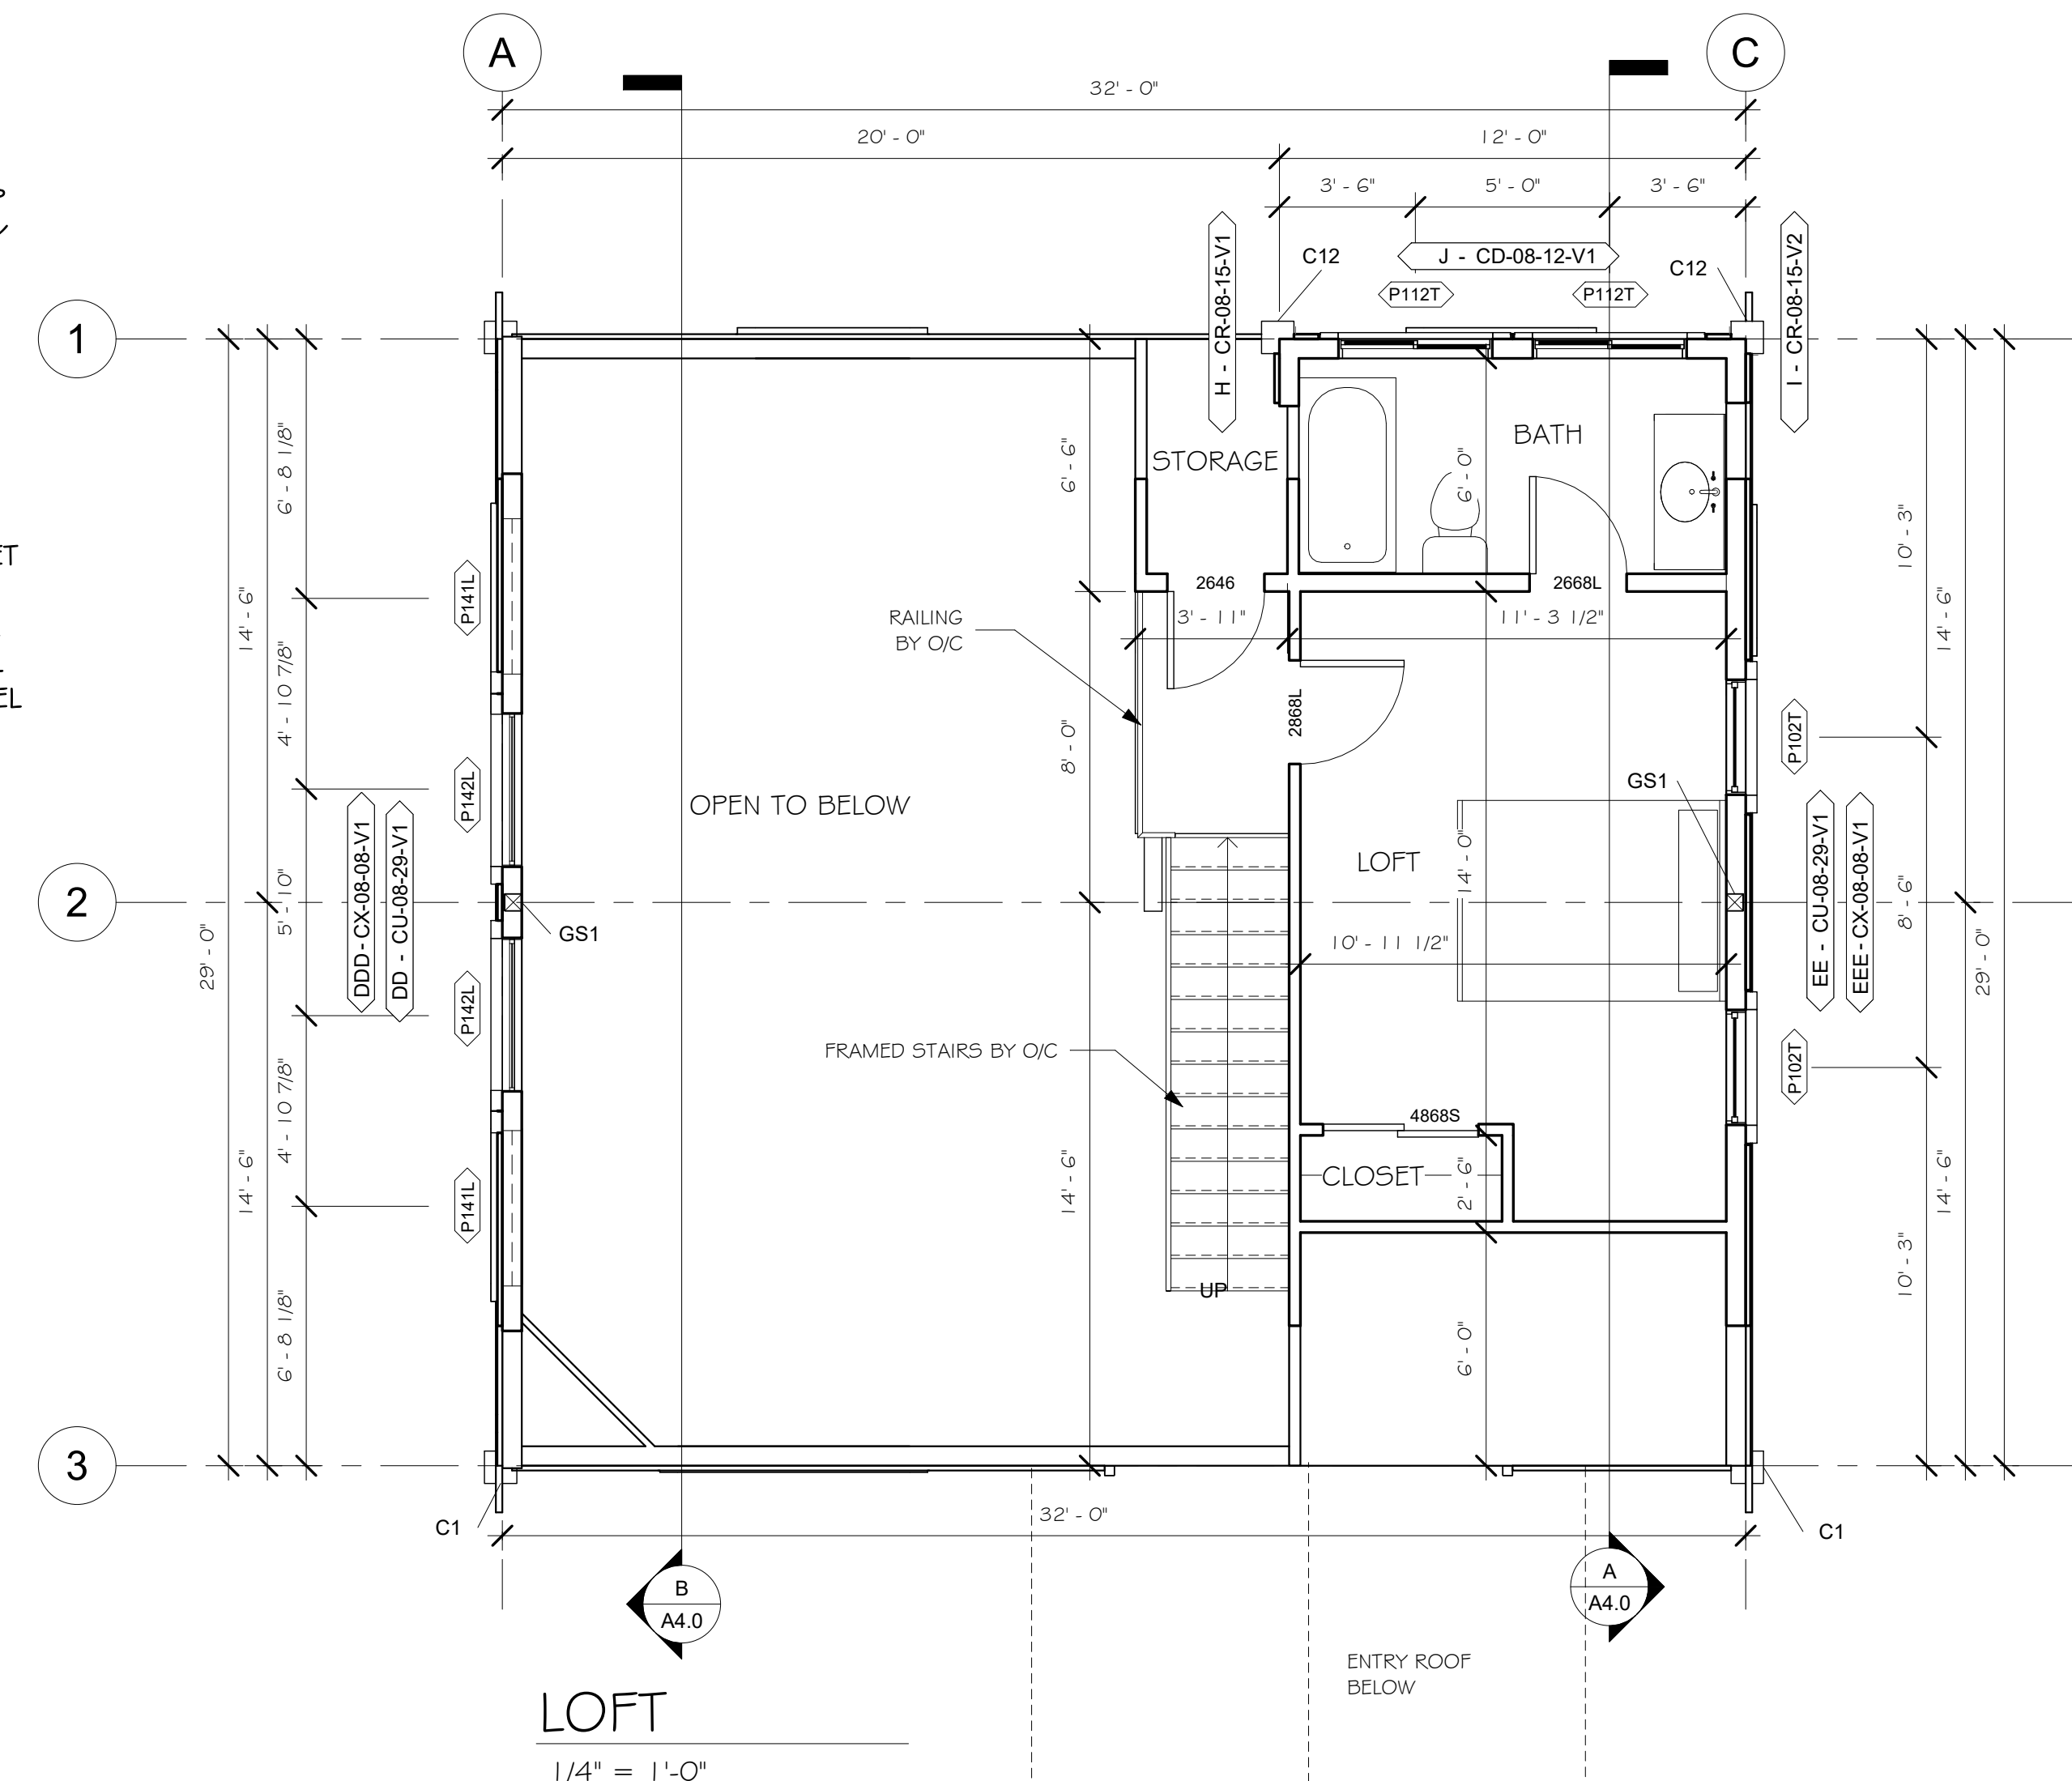 A
C
32' - 0"
20' - 0"
12' - 0"
3' - 6"
5' - 0"
3' - 6"
H - CR-08-15-V1
C12
J - CD-08-12-V1
C12
I - CR-08-15-V2
P112T
P112T
1
6' - 8 1/8"
6' - 6"
STORAGE
BATH
6' - 0"
10' - 3"
ET
EL
14' - 6"
P141L
2646
2668L
RAILING
BY O/C
3' - 11"
11' - 3 1/2"
14' - 6"
4' - 10 7/8"
8' - 0"
2868L
P102T
P142L
OPEN TO BELOW
GS1
DDD - CX-08-08-V1
DD - CU-08-29-V1
LOFT
14' - 0"
EE - CU-08-29-V1
EEE - CX-08-08-V1
2
5' - 10"
GS1
8' - 6"
29' - 0"
10' - 11 1/2"
29' - 0"
P142L
FRAMED STAIRS BY O/C
P102T
4' - 10 7/8"
4868S
14' - 6"
P141L
14' - 6"
CLOSET
2' - 6"
14' - 6"
10' - 3"
UP
6' - 8 1/8"
6' - 0"
3
C1
32' - 0"
C1
B
A4.0
A
A4.0
ENTRY ROOF
BELOW
LOFT
1/4" = 1'-0"